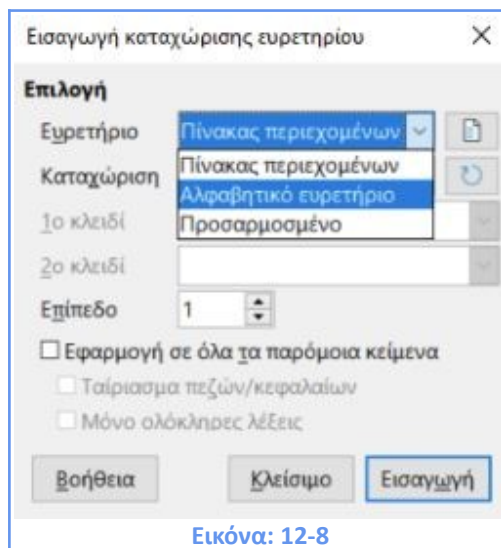 Εισαγωγή καταχώρισης ευρετηρίου
Επιλογή
Ευρετήριο Πίνακας περιεχομένων
Πίνακας περιεχομένων
Καταχώριση
Αλφαβητικό ευρετήριο
Προσαρμοσμένο
1ο κλειδί
2ο κλειδί
Επίπεδο 1
Εφαρμογή σε όλα τα παρόμοια κείμενα
Ταίριασμα πεζών/κεφαλαίων
Μόνο ολόκληρες λέξεις
Βοήθεια Κλείσιμο Εισαγωγή
Εικόνα: 12-8